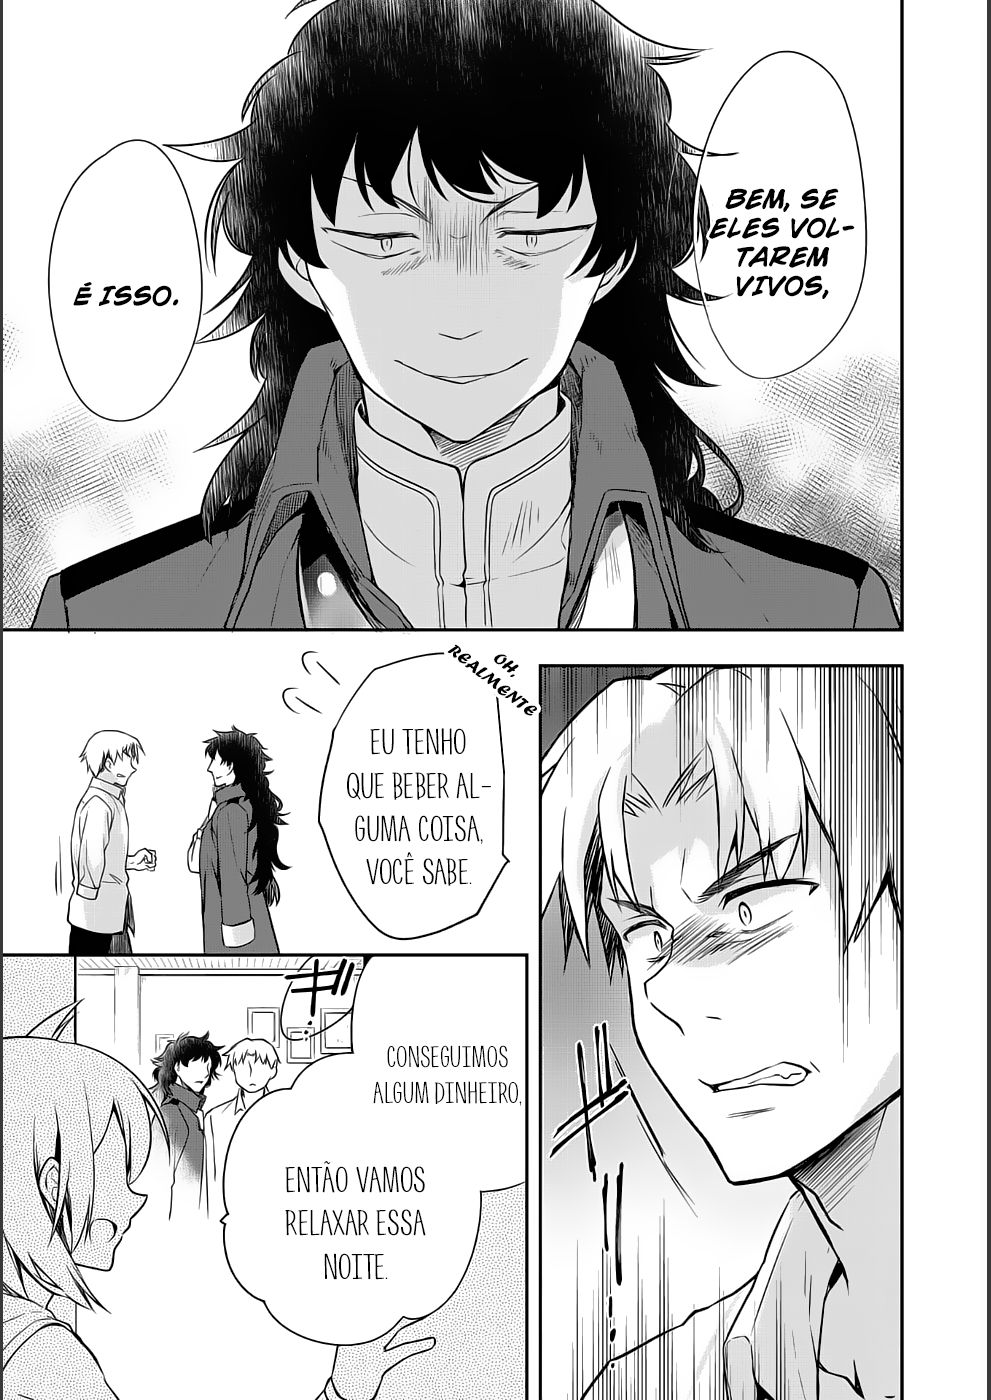 BEM, SE
ELES VOL-
TAREM
VIVOS,
É ISSO.
OH,
REALMENTE
EU TENHO
QUE BEBER AL-
GUMA COISA,
VOCÊ SABE.
CONSEGUIMOS
ALGUM DINHEIRO,
ENTÃO VAMOS
RELAXAR ESSA
NOITE.